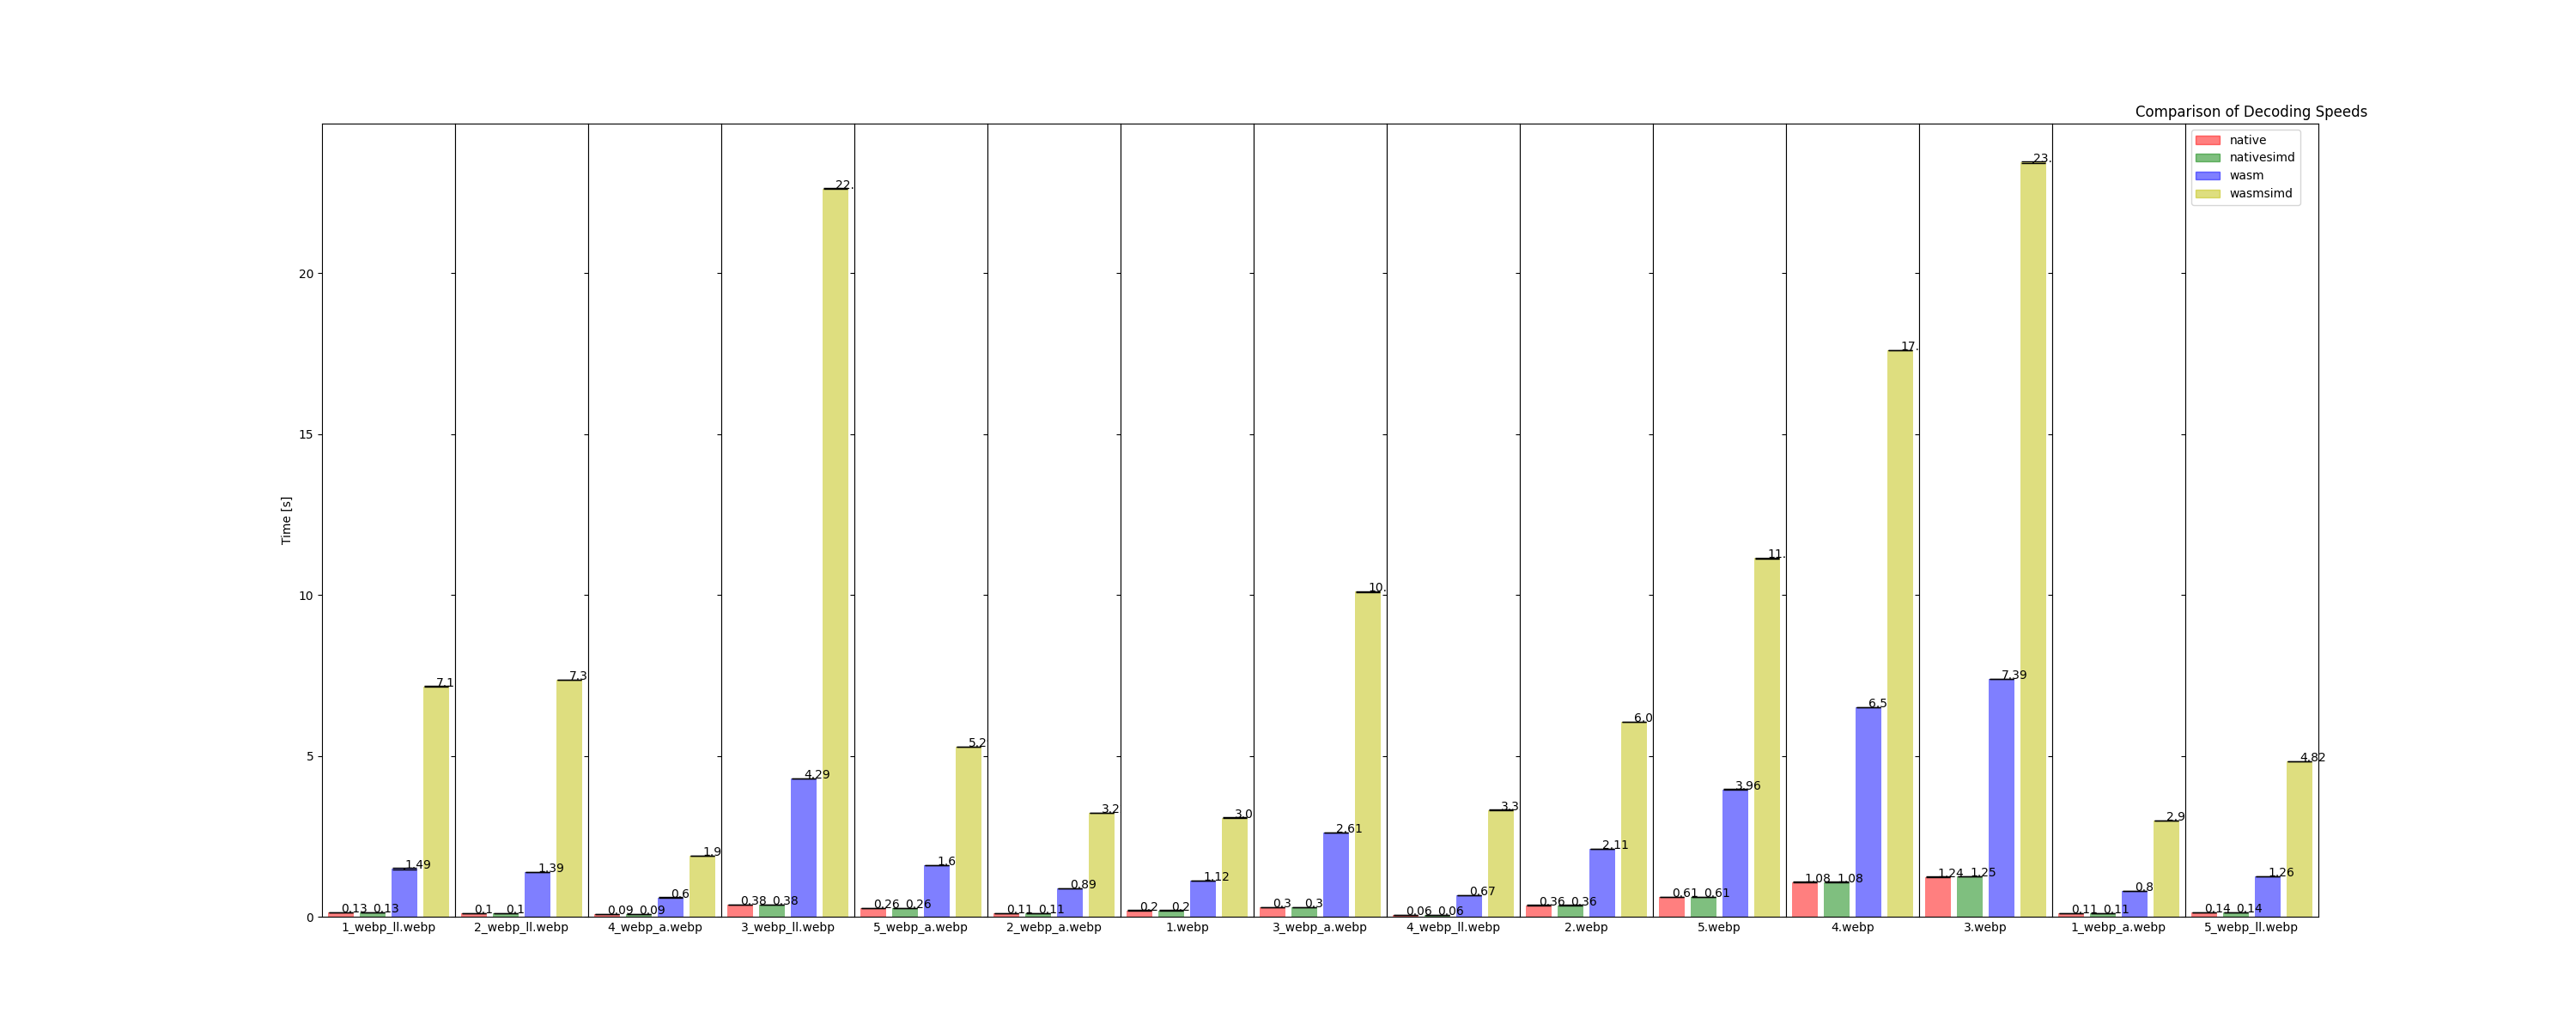 Comparison of Decoding Speeds
native
nativesimd
wasm
wasmsimd
Time [s]
20
15
10
5
0
0.13 0.13 1.49 7.1
0.1 0.1 1.39 7.3
0.09 0.09 0.6 1.9
0.38 0.38 4.29 22.
0.26 0.26 1.6 5.2
0.11 0.11 0.89 3.2
0.2 0.2 1.12 3.0
0.3 0.3 2.61 10.
0.06 0.06 0.67 3.3
0.36 0.36 2.11 6.0
0.61 0.61 3.96 11.
1.08 1.08 6.5 17.
1.24 1.25 7.39 23.
0.11 0.11 0.8 2.9
0.14 0.14 1.26 4.82
1_webp_ll.webp 2_webp_ll.webp 4_webp_a.webp 3_webp_ll.webp 5_webp_a.webp 2_webp_a.webp 1.webp 3_webp_a.webp 4_webp_ll.webp 2.webp 5.webp 4.webp 3.webp 1_webp_a.webp 5_webp_ll.webp